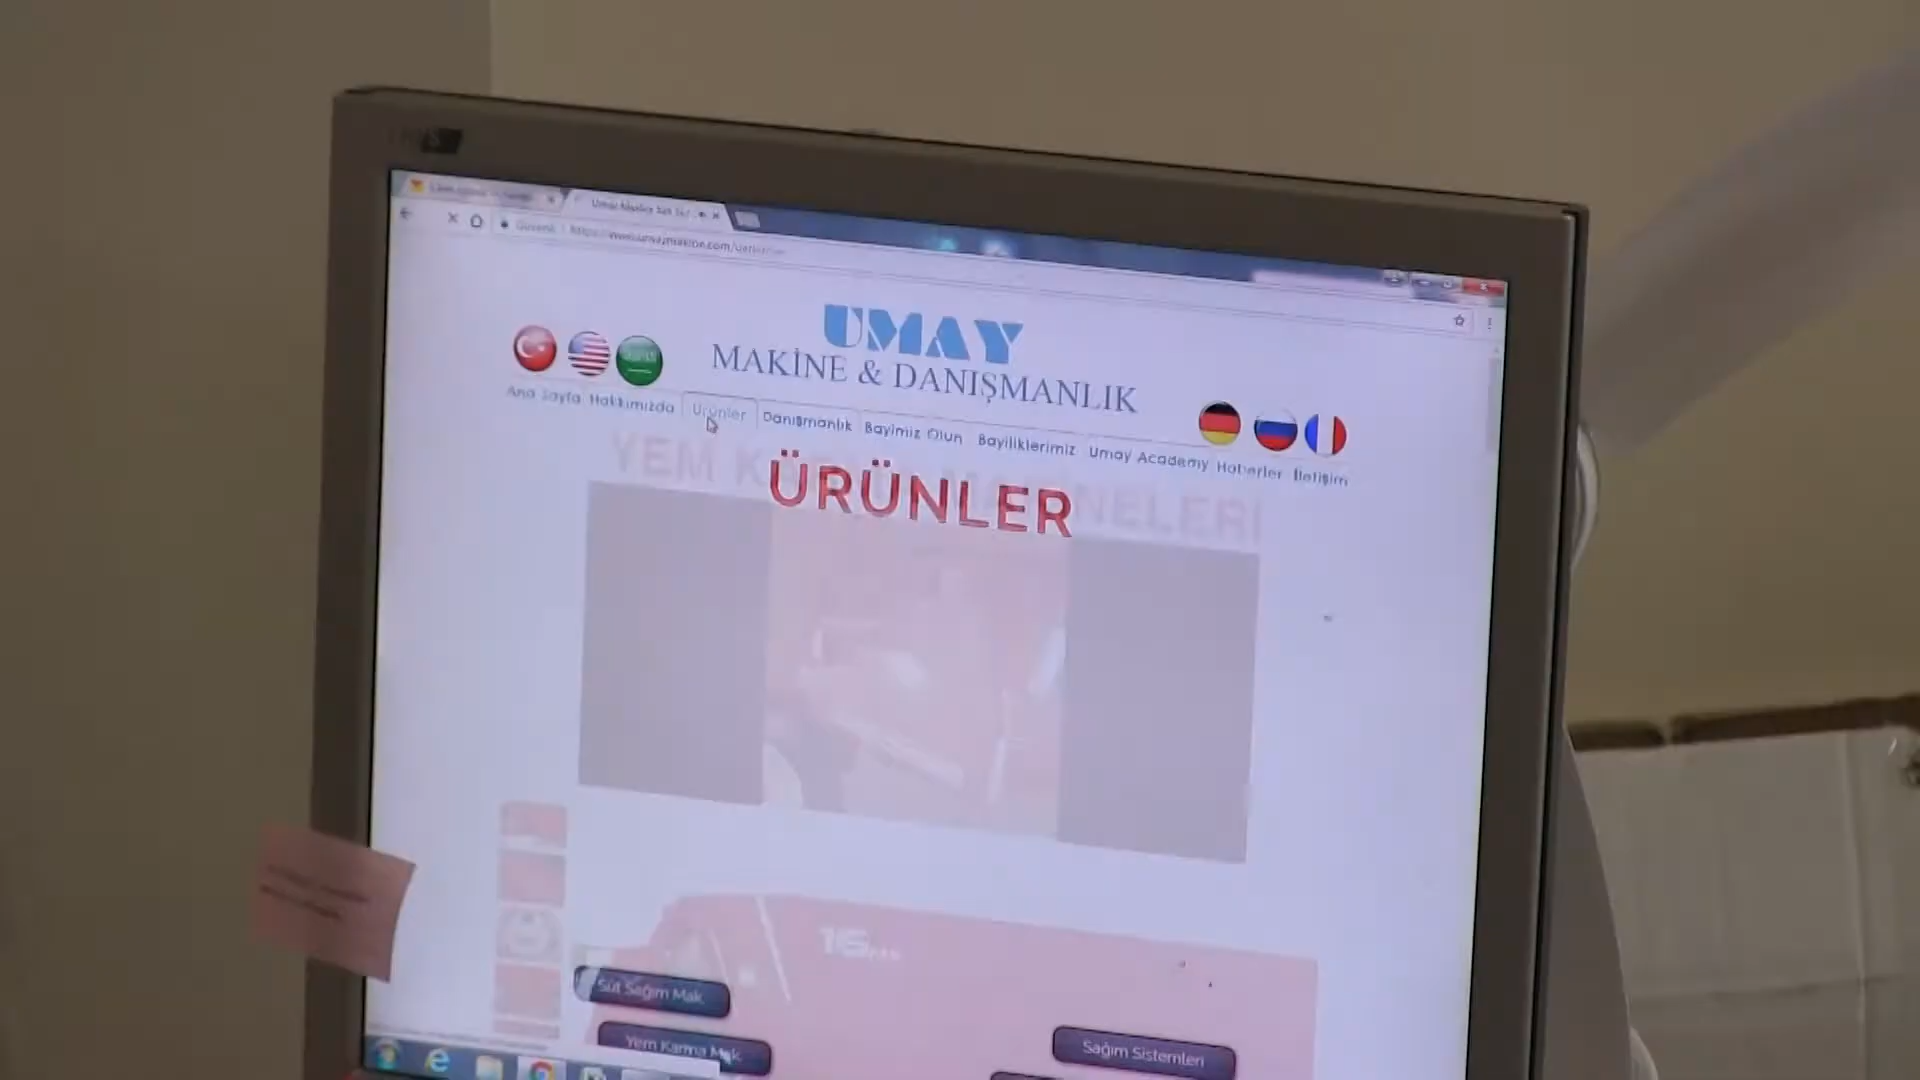 Güvenli
UMAY
MAKİNE & DANIŞMANLIK
Ana Sayfa Hakkımızda Ürünler Danışmanlık Bayimiz Olun Bayiliklerimiz Umay Academy Haberler İletişim
ÜRÜNLER
Süt Sağım Mak.
Yem Karma Mak.
Sağım Sistemleri